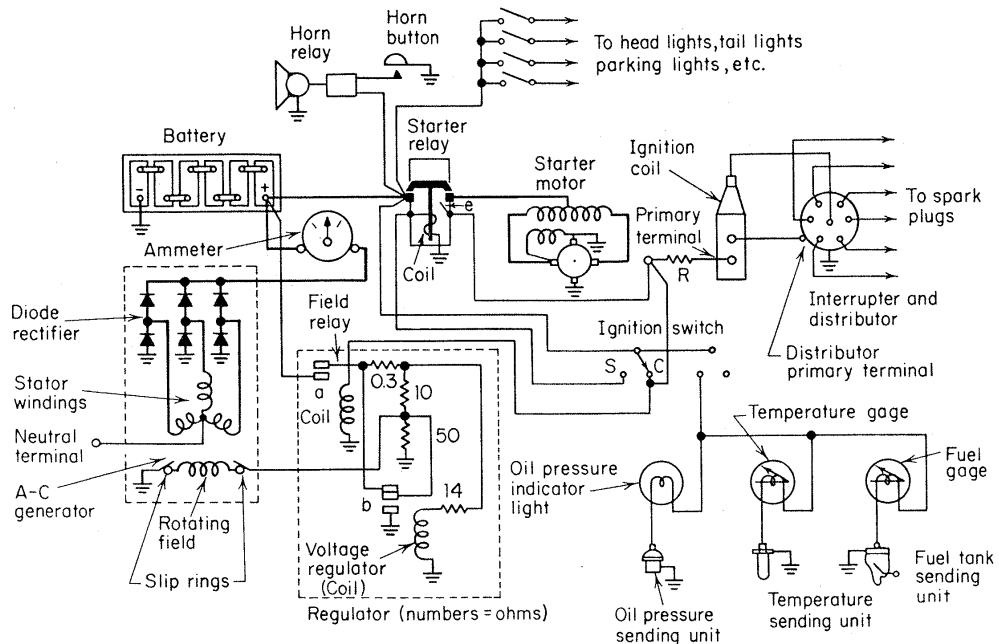 Horn
button
Horn
relay
To head lights, tail lights
parking lights, etc.
Battery
Starter
relay
Starter
motor
Ignition
coil
Primary
terminal
To spark
plugs
-
+
e
Ammeter
Coil
R
Interrupter and
distributor
Diode
rectifier
Field
relay
Ignition switch
Distributor
primary terminal
S
C
0.3
10
a
Coil
50
Stator
windings
Neutral
terminal
A-C
generator
Rotating
field
Slip rings
b
14
Voltage
regulator
(Coil)
Regulator (numbers = ohms)
Temperature gage
Fuel
gage
Oil pressure
indicator
light
Oil pressure
sending unit
Temperature
sending unit
Fuel tank
sending
unit